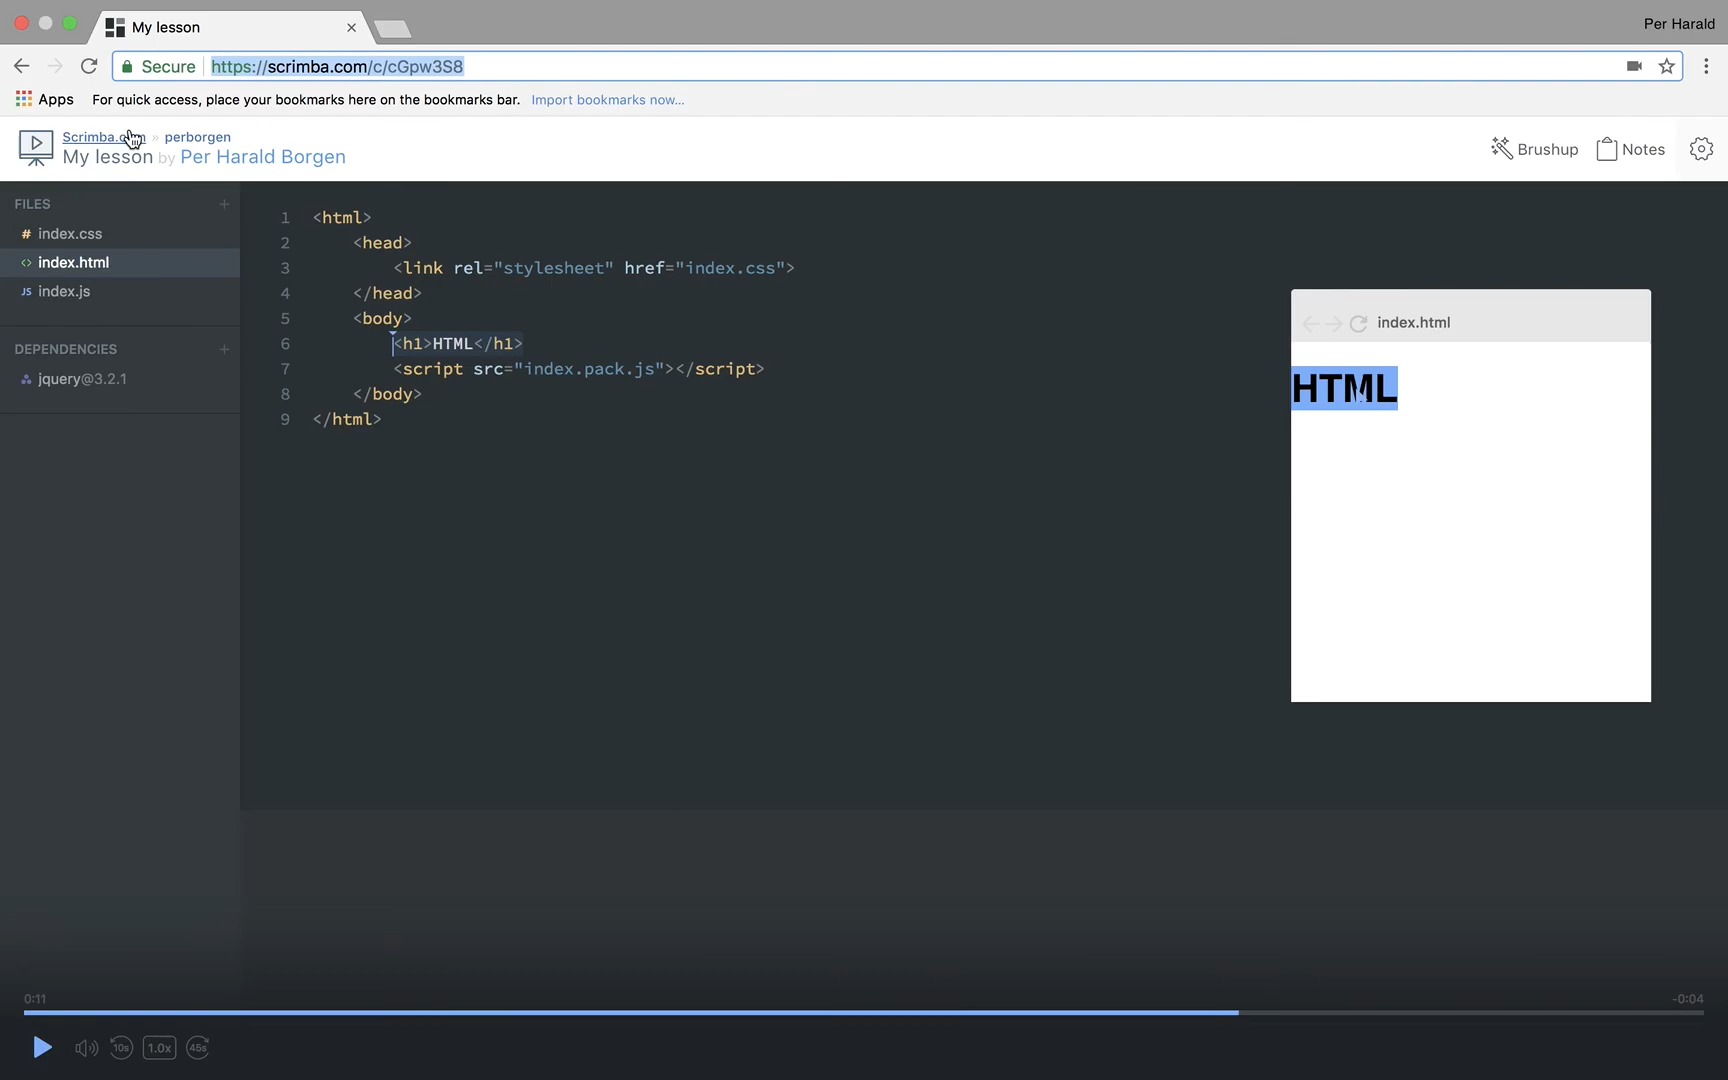 My lesson
Per Harald
Secure https://scrimba.com/c/cGpw3S8
Apps For quick access, place your bookmarks here on the bookmarks bar. Import bookmarks now...
Scrimba.com » perborgen
My lesson by Per Harald Borgen
Brushup Notes
FILES +
# index.css
<> index.html
JS index.js
DEPENDENCIES +
jquery@3.2.1
1 <html>
2 <head>
3 <link rel="stylesheet" href="index.css">
4 </head>
5 <body>
6 <h1>HTML</h1>
7 <script src="index.pack.js"></script>
8 </body>
9 </html>
index.html
HTML
0:11 -0:04
10s 1.0x 45s